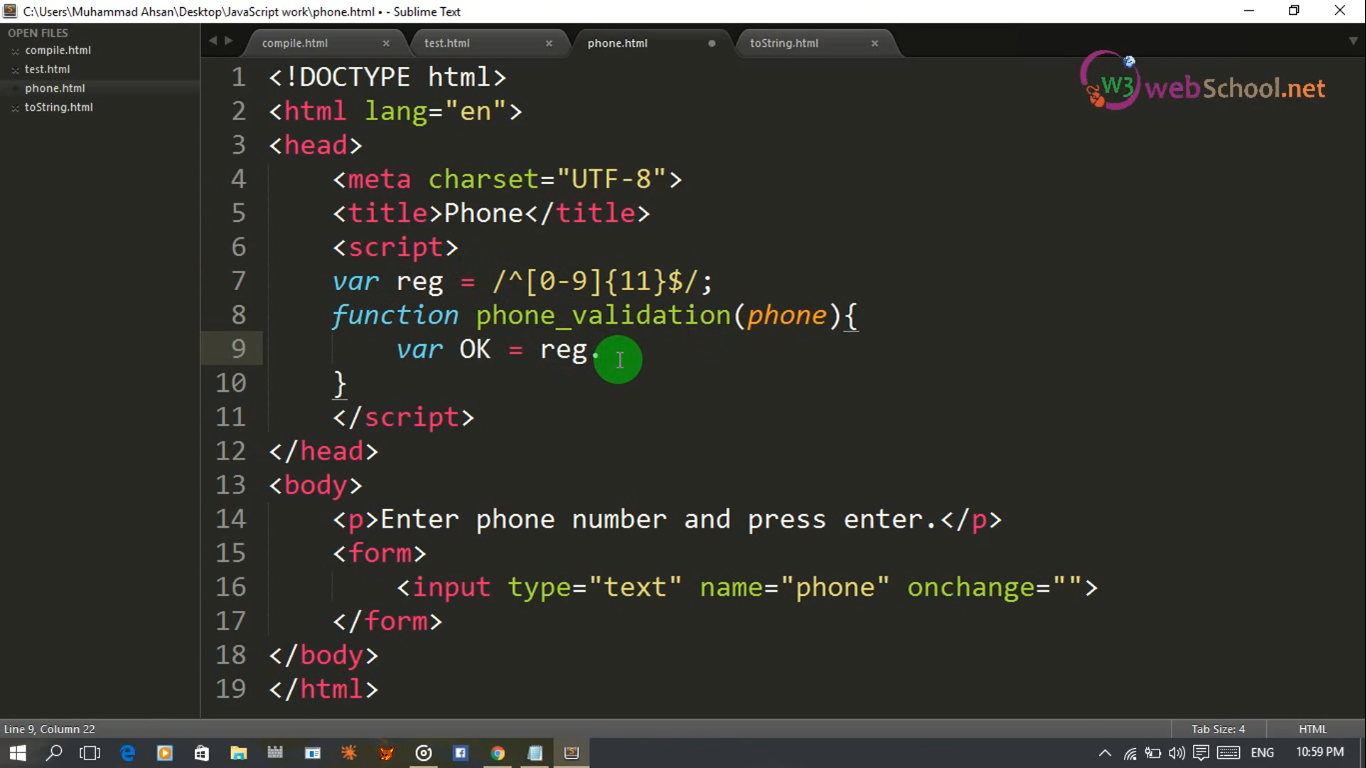 C:\Users\Muhammad Ahsan\Desktop\JavaScript work\phone.html • - Sublime Text
OPEN FILES
compile.html
test.html
phone.html
toString.html
compile.html × test.html × phone.html • toString.html ×
W3webSchool.net
1 <!DOCTYPE html>
2 <html lang="en">
3 <head>
4 <meta charset="UTF-8">
5 <title>Phone</title>
6 <script>
7 var reg = /^[0-9]{11}$/;
8 function phone_validation(phone){
9 var OK = reg.
10 }
11 </script>
12 </head>
13 <body>
14 <p>Enter phone number and press enter.</p>
15 <form>
16 <input type="text" name="phone" onchange="">
17 </form>
18 </body>
19 </html>
Line 9, Column 22 Tab Size: 4 HTML
ENG 10:59 PM